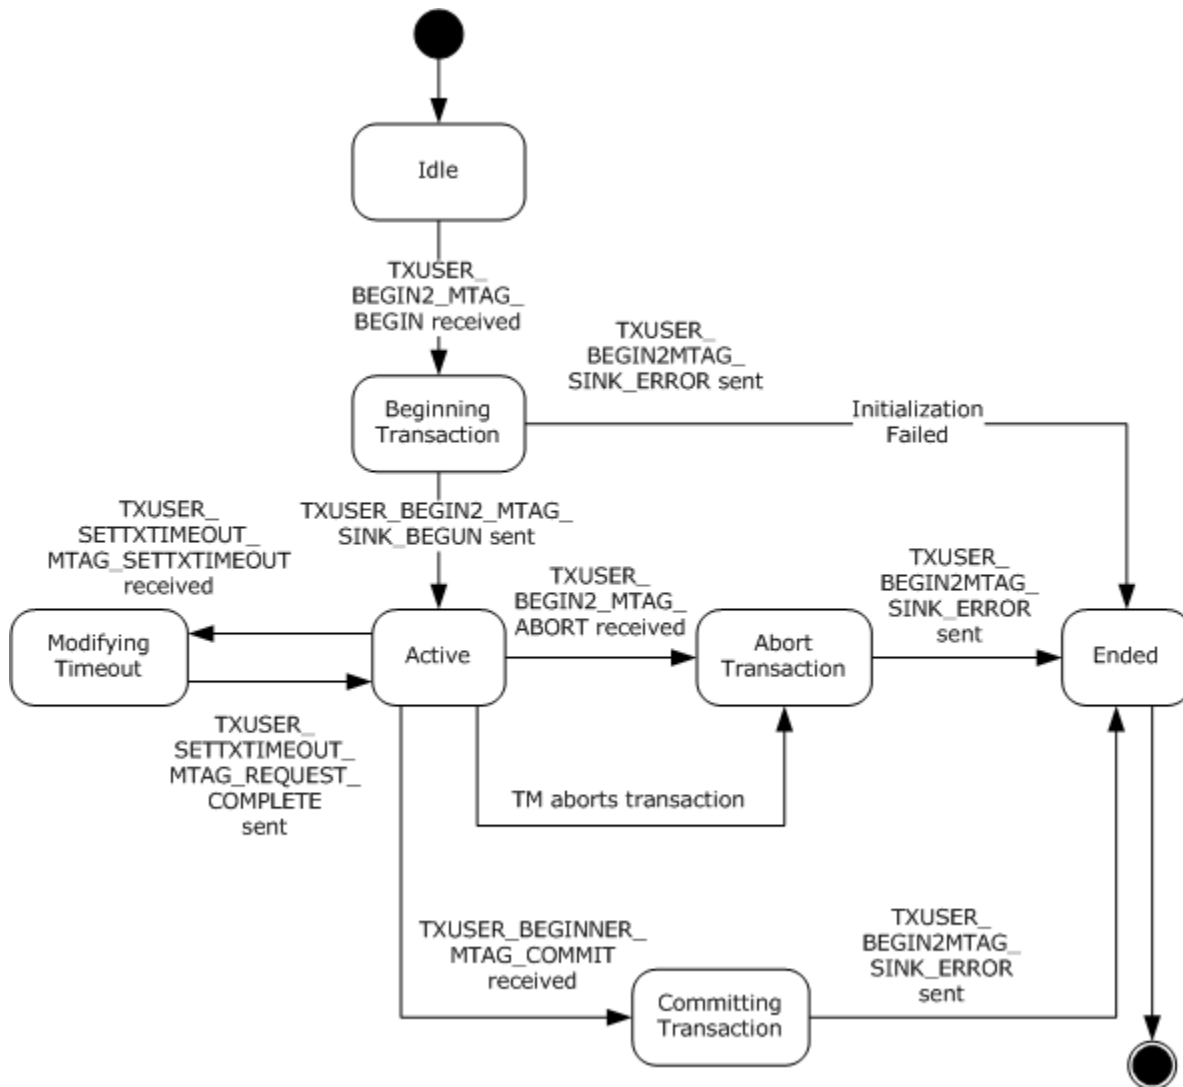 Idle
TXUSER_
BEGIN2_MTAG_
BEGIN received
TXUSER_
BEGIN2MTAG_
SINK_ERROR sent
Beginning
Transaction
Initialization
Failed
TXUSER_BEGIN2_MTAG_
SINK_BEGUN sent
TXUSER_
SETTXTIMEOUT_
MTAG_SETTXTIMEOUT
received
TXUSER_
BEGIN2_MTAG_
ABORT received
TXUSER_
BEGIN2MTAG_
SINK_ERROR
sent
Modifying
Timeout
Active
Abort
Transaction
Ended
TXUSER_
SETTXTIMEOUT_
MTAG_REQUEST_
COMPLETE
sent
TM aborts transaction
TXUSER_BEGINNER_
MTAG_COMMIT
received
TXUSER_
BEGIN2MTAG_
SINK_ERROR
sent
Committing
Transaction